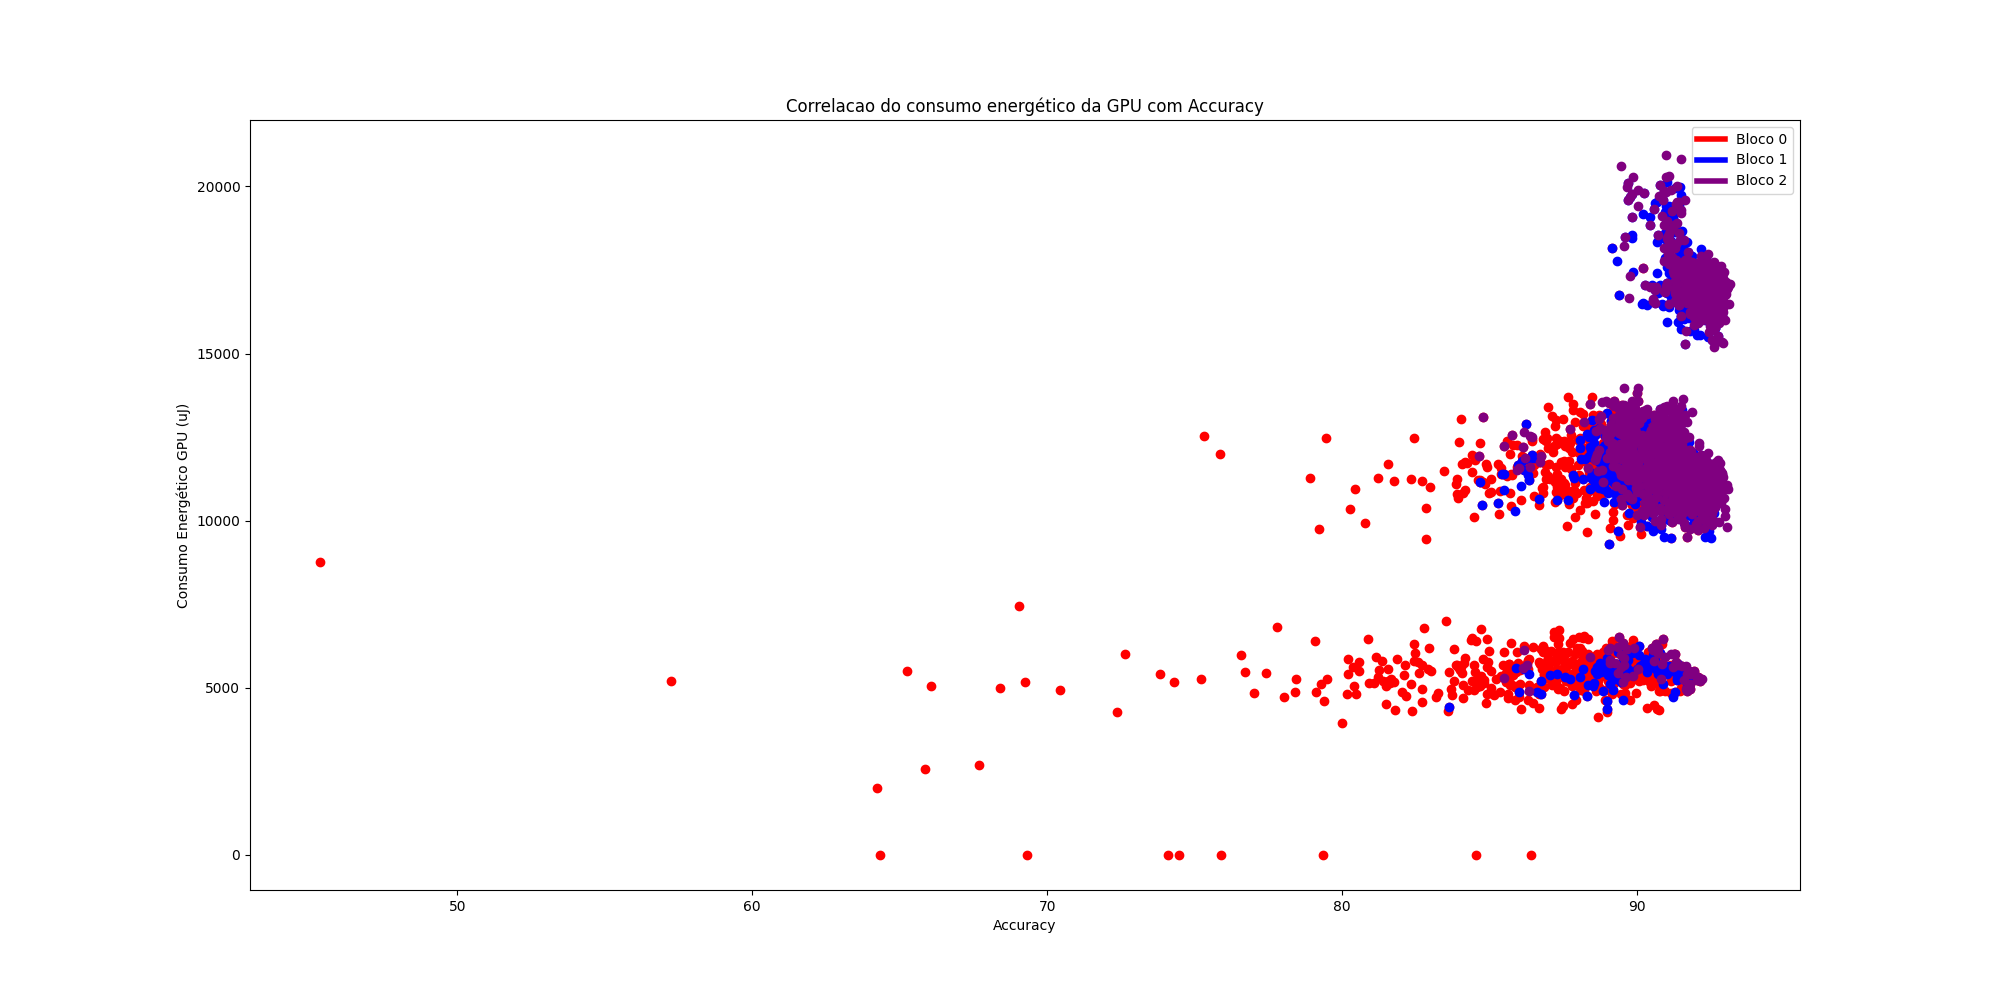 Correlacao do consumo energético da GPU com Accuracy
Bloco 0
Bloco 1
Bloco 2
Consumo Energético GPU (uJ)
20000
15000
10000
5000
0
50
60
70
80
90
Accuracy